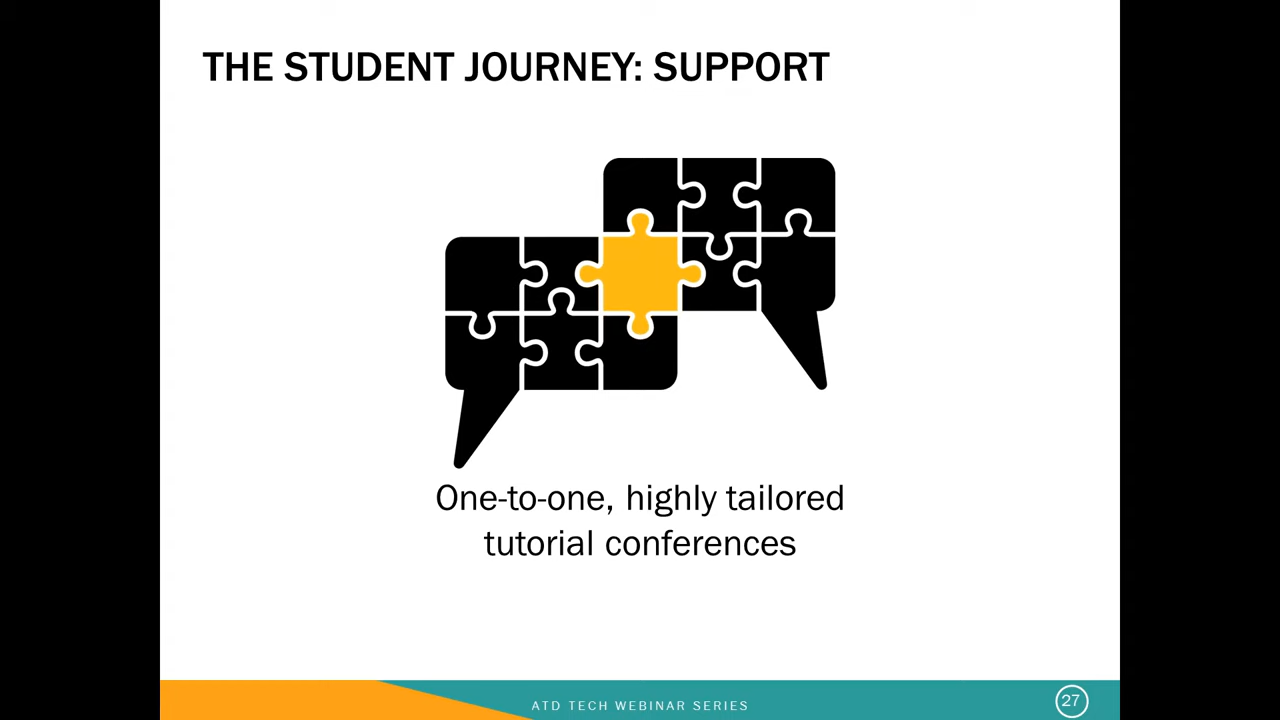 THE STUDENT JOURNEY: SUPPORT
One-to-one, highly tailored
tutorial conferences
ATD TECH WEBINAR SERIES
27